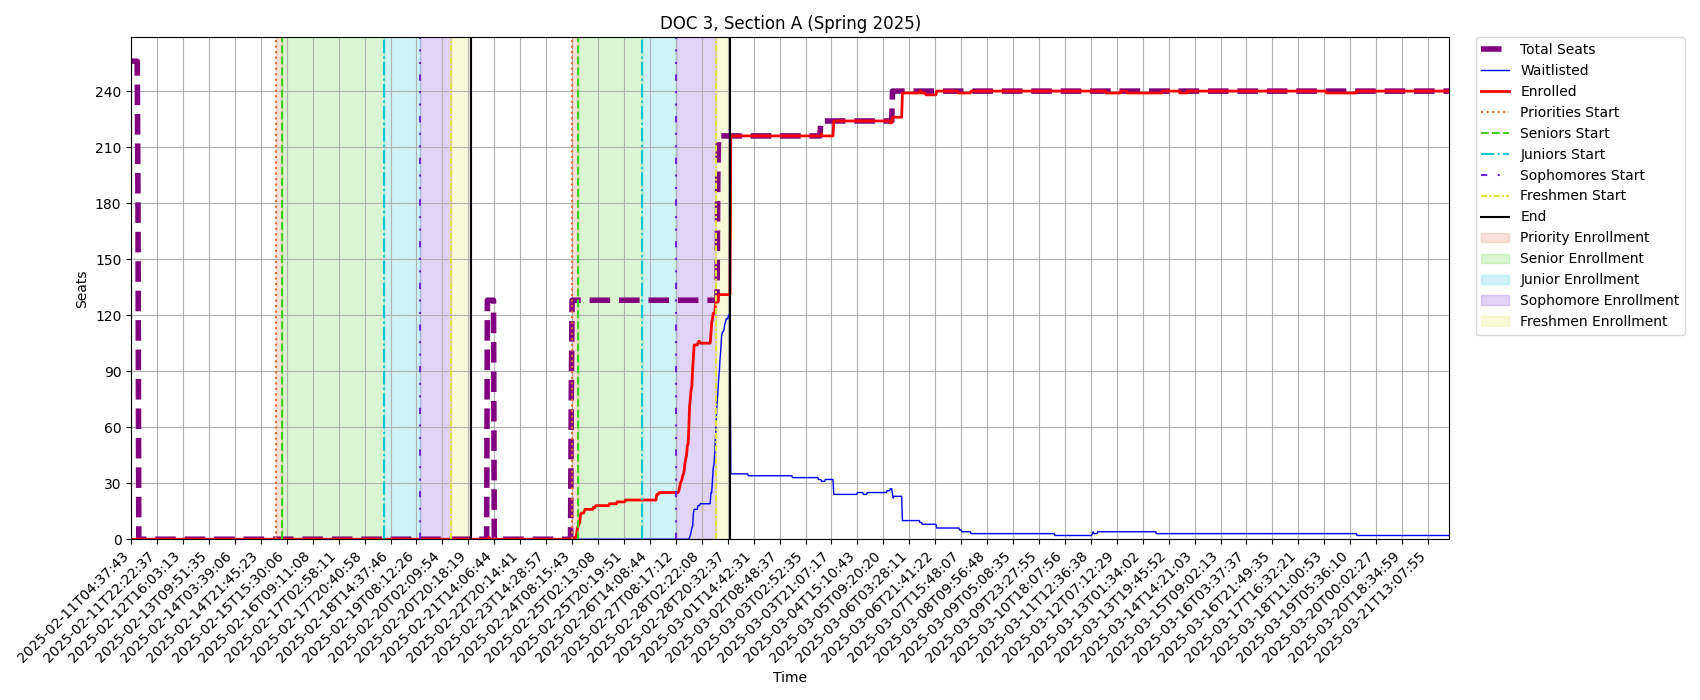 DOC 3, Section A (Spring 2025)
Seats
240
210
180
150
120
90
60
30
0
2025-02-11T04:37:43
2025-02-11T22:22:37
2025-02-12T16:03:13
2025-02-13T09:51:35
2025-02-14T03:39:06
2025-02-14T21:45:23
2025-02-15T15:30:06
2025-02-16T09:11:08
2025-02-17T02:58:11
2025-02-17T20:40:58
2025-02-18T14:37:46
2025-02-19T08:12:26
2025-02-20T02:09:54
2025-02-20T20:18:19
2025-02-21T14:06:44
2025-02-22T20:14:41
2025-02-23T14:28:57
2025-02-24T08:15:43
2025-02-25T02:13:08
2025-02-25T20:19:51
2025-02-26T14:08:44
2025-02-27T08:17:12
2025-02-28T02:22:08
2025-02-28T20:32:37
2025-03-01T14:42:31
2025-03-02T08:48:37
2025-03-03T02:52:35
2025-03-03T21:07:17
2025-03-04T15:10:43
2025-03-05T09:20:20
2025-03-06T03:28:11
2025-03-06T21:41:22
2025-03-07T15:48:07
2025-03-08T09:56:48
2025-03-09T05:08:35
2025-03-09T23:27:55
2025-03-10T18:07:56
2025-03-11T12:36:38
2025-03-12T07:12:29
2025-03-13T01:34:02
2025-03-13T19:45:52
2025-03-14T14:21:03
2025-03-15T09:02:13
2025-03-16T03:37:37
2025-03-16T21:49:35
2025-03-17T16:32:21
2025-03-18T11:00:53
2025-03-19T05:36:10
2025-03-20T00:02:27
2025-03-20T18:34:59
2025-03-21T13:07:55
Time
Total Seats
Waitlisted
Enrolled
Priorities Start
Seniors Start
Juniors Start
Sophomores Start
Freshmen Start
End
Priority Enrollment
Senior Enrollment
Junior Enrollment
Sophomore Enrollment
Freshmen Enrollment